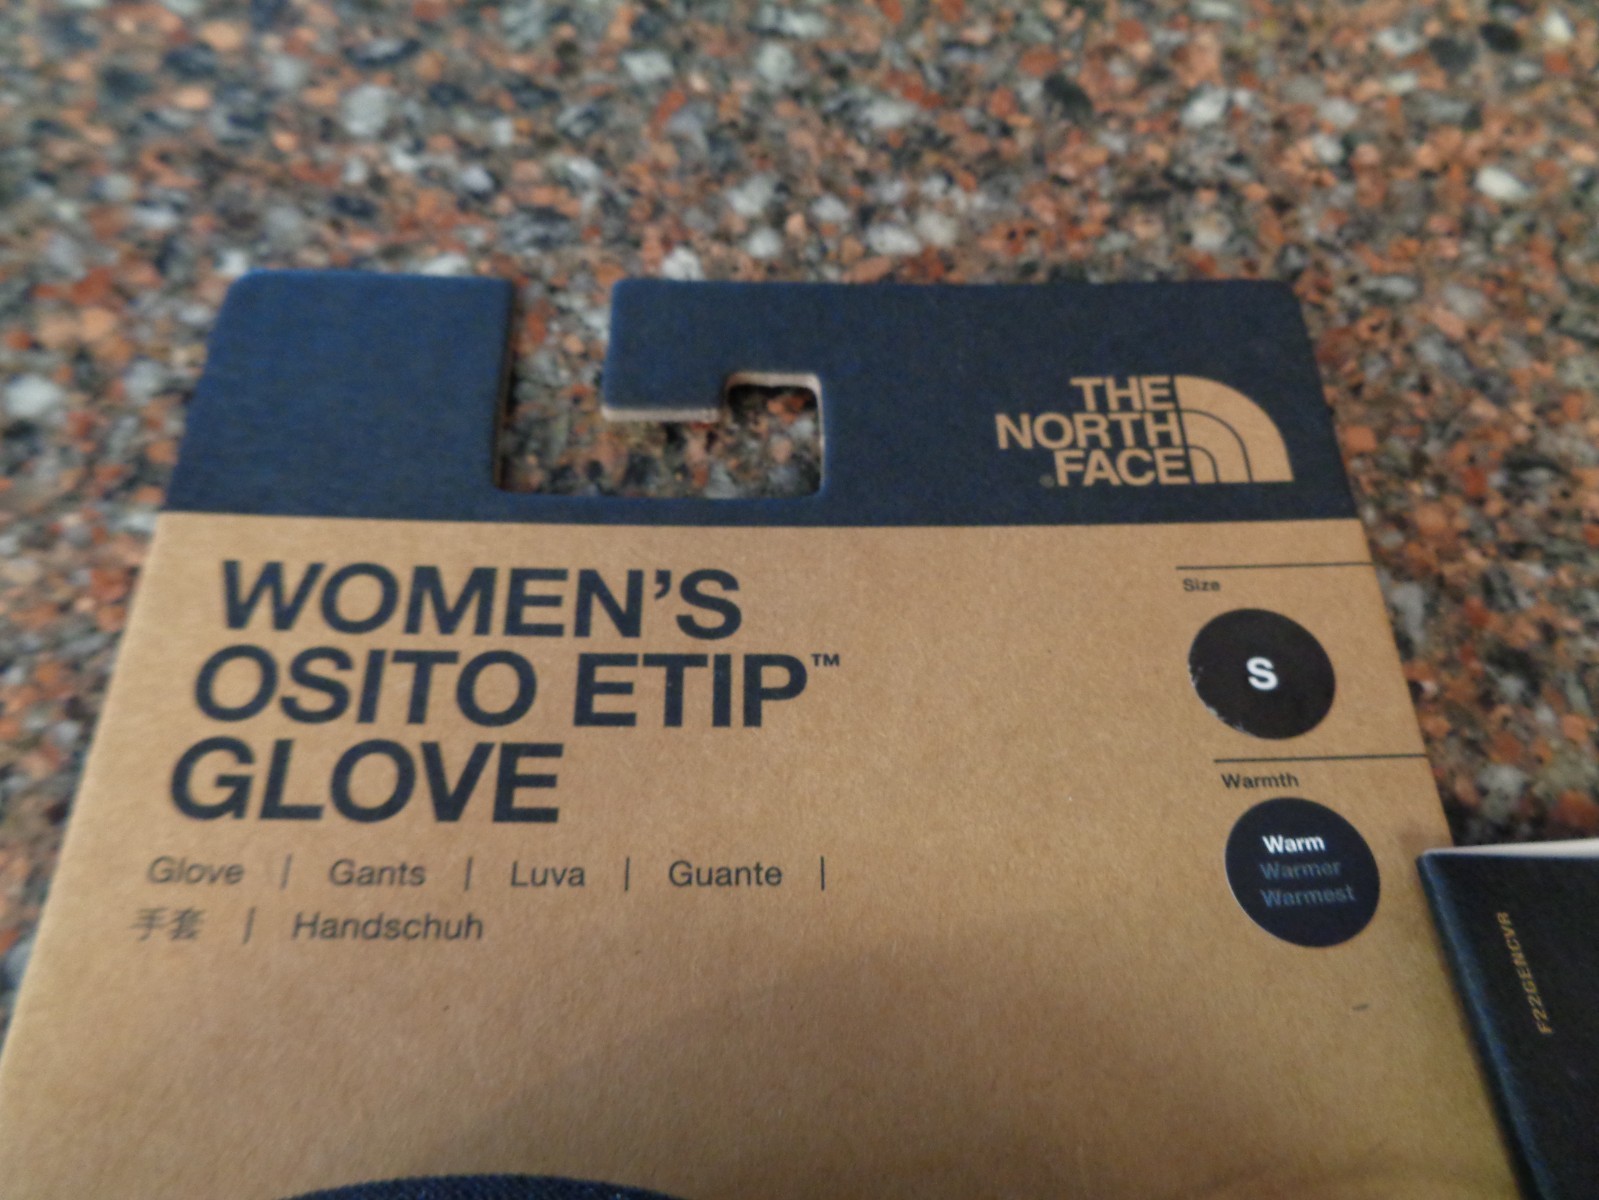 THE
NORTH
FACE
WOMEN'S
OSITO ETIP™
GLOVE
Glove | Gants | Luva | Guante |
手套 | Handschuh
Size
S
Warmth
Warm
Warmer
Warmest
F22GENCVR